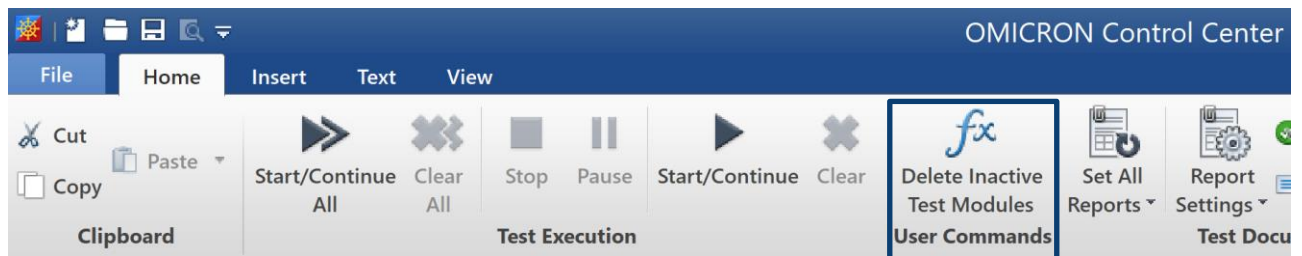 OMICRON Control Center
File Home Insert Text View
Cut
Copy
Paste
Clipboard
Start/Continue
All
Clear
All
Stop
Pause
Start/Continue
Clear
Test Execution
fx
Delete Inactive
Test Modules
User Commands
Set All
Reports
Report
Settings
Test Docu